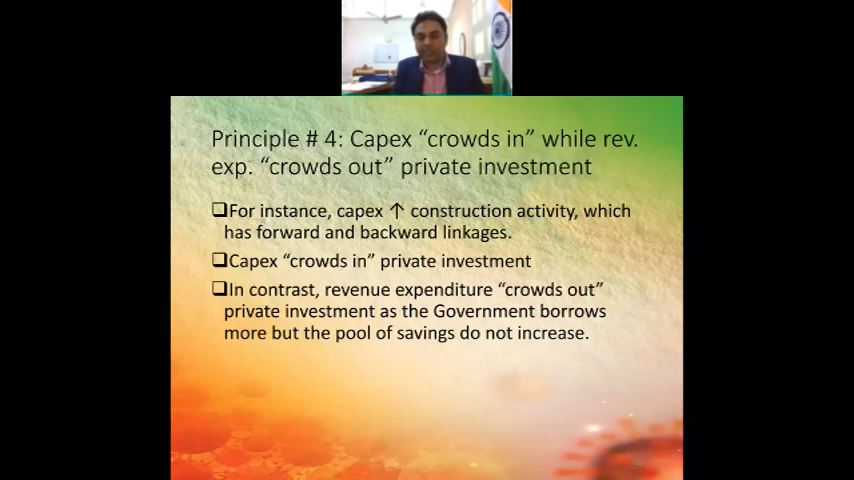 Principle # 4: Capex “crowds in” while rev.
exp. “crowds out” private investment
❑For instance, capex ↑ construction activity, which
has forward and backward linkages.
❑Capex “crowds in” private investment
❑In contrast, revenue expenditure “crowds out”
private investment as the Government borrows
more but the pool of savings do not increase.